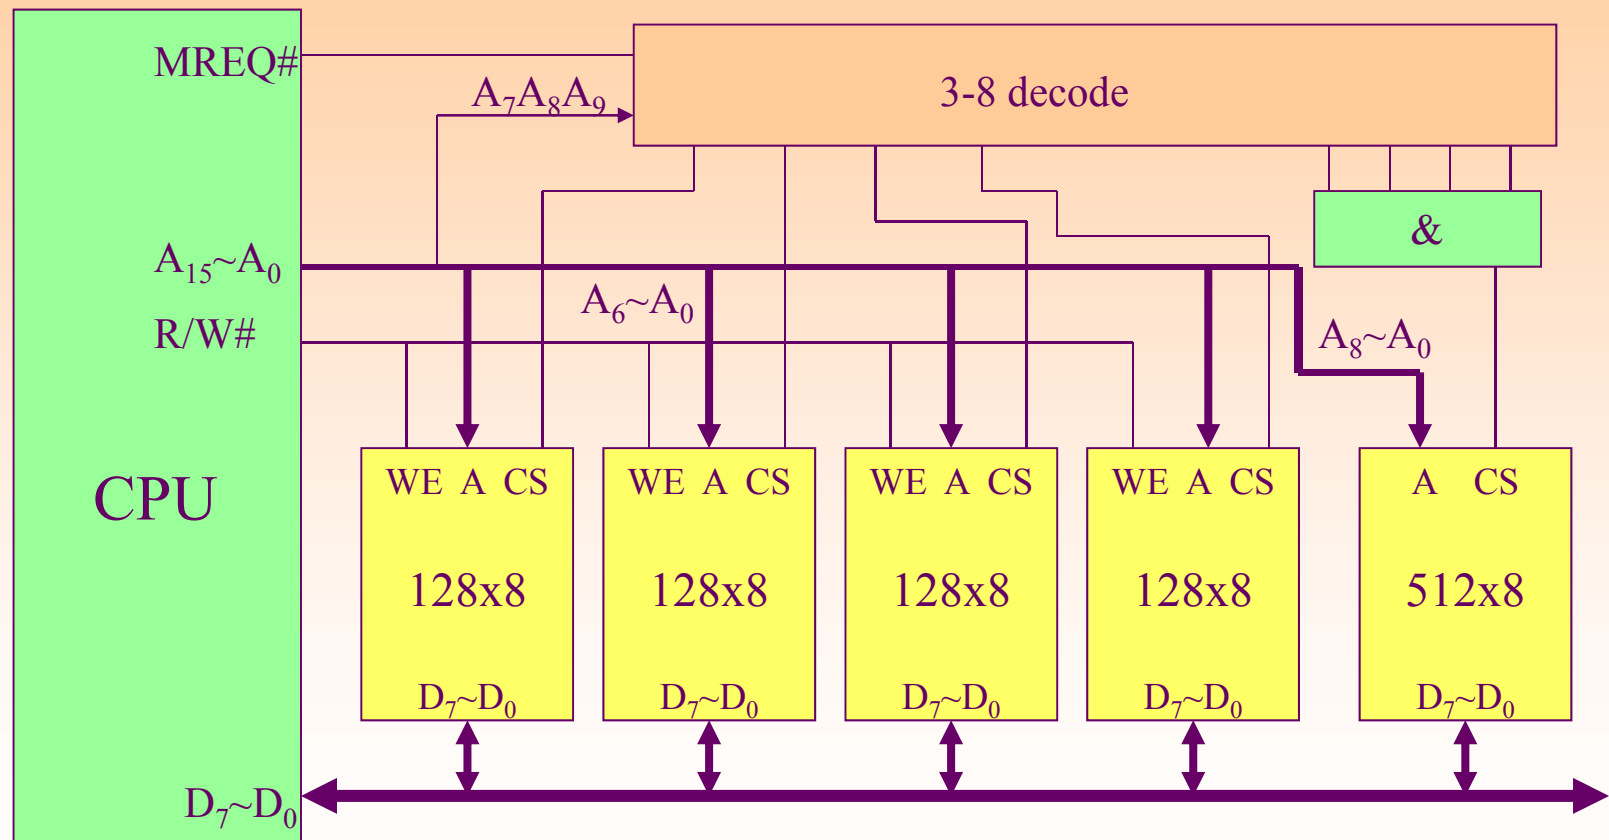 MREQ#
A₇A₈A₉
3-8 decode
&
A₁₅~A₀
A₆~A₀
R/W#
A₈~A₀
CPU
WE A CS
WE A CS
WE A CS
WE A CS
A CS
128x8
128x8
128x8
128x8
512x8
D₇~D₀
D₇~D₀
D₇~D₀
D₇~D₀
D₇~D₀
D₇~D₀